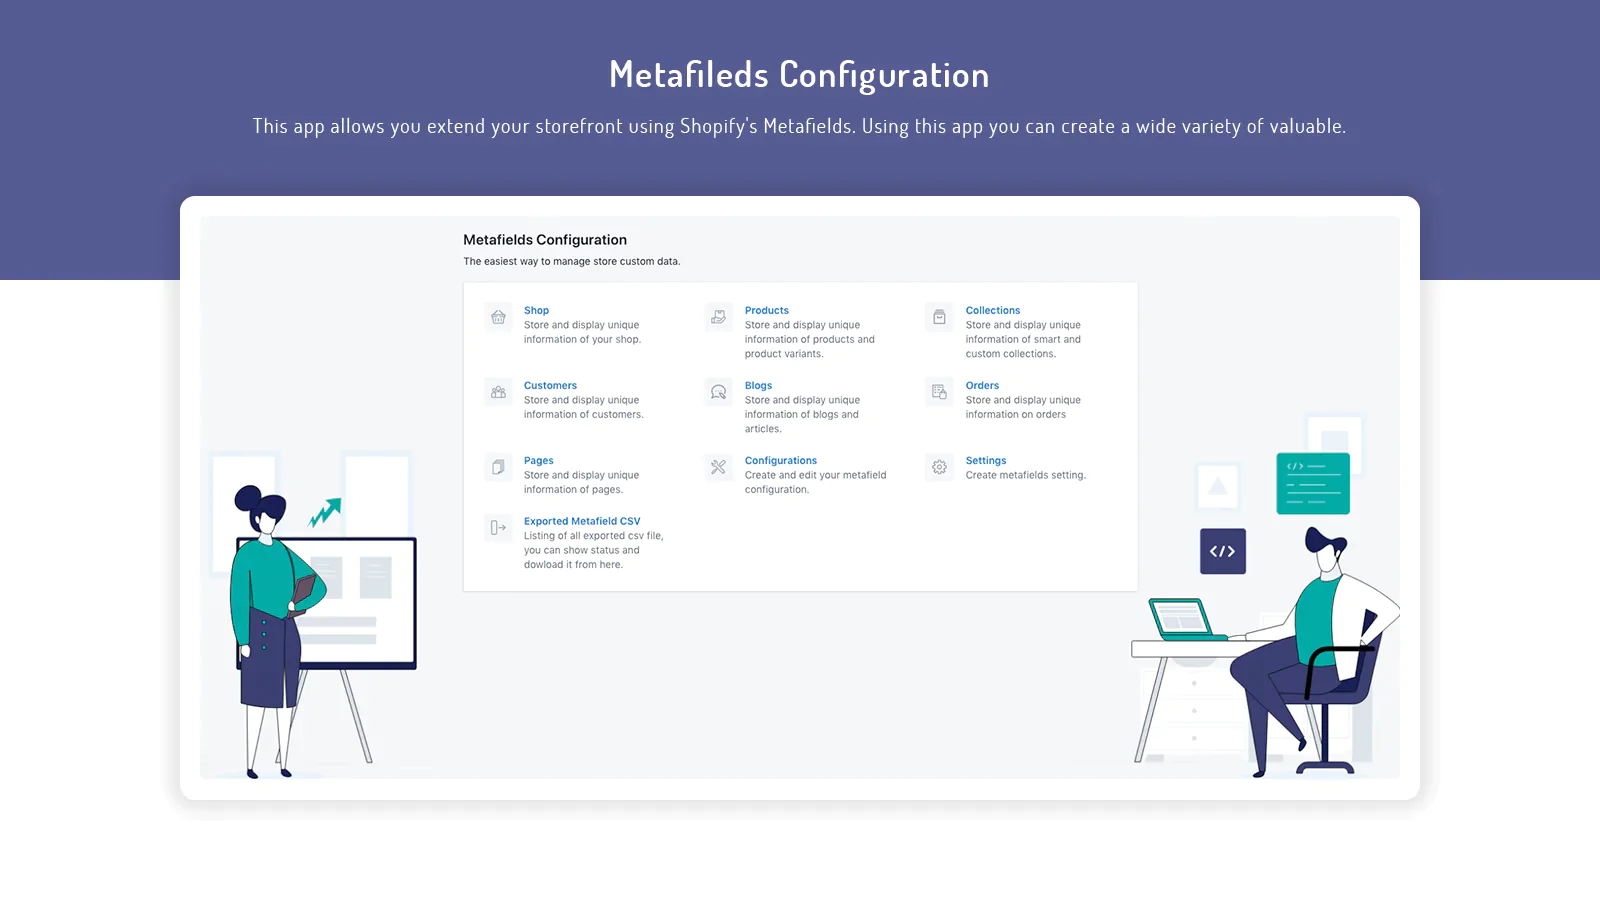 Metafileds Configuration
This app allows you extend your storefront using Shopify's Metafields. Using this app you can create a wide variety of valuable.
Metafields Configuration
The easiest way to manage store custom data.
Shop
Store and display unique
information of your shop.
Products
Store and display unique
information of products and
product variants.
Collections
Store and display unique
information of smart and
custom collections.
Customers
Store and display unique
information of customers.
Blogs
Store and display unique
information of blogs and
articles.
Orders
Store and display unique
information on orders
Pages
Store and display unique
information of pages.
Configurations
Create and edit your metafield
configuration.
Settings
Create metafields setting.
Exported Metafield CSV
Listing of all exported csv file,
you can show status and
dowload it from here.
</> 
</>